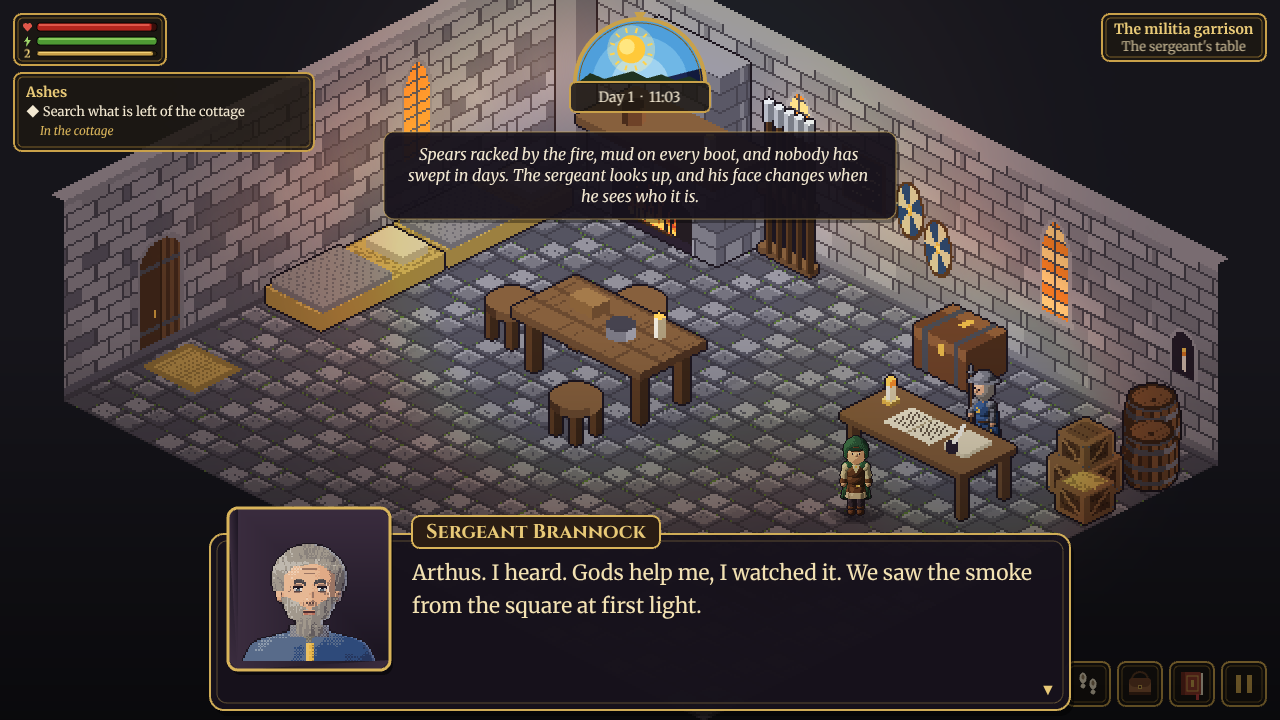 2
Ashes
◆ Search what is left of the cottage
In the cottage
Day 1 · 11:03
The militia garrison
The sergeant's table
Spears racked by the fire, mud on every boot, and nobody has
swept in days. The sergeant looks up, and his face changes when
he sees who it is.
Sergeant Brannock
Arthus. I heard. Gods help me, I watched it. We saw the smoke
from the square at first light.